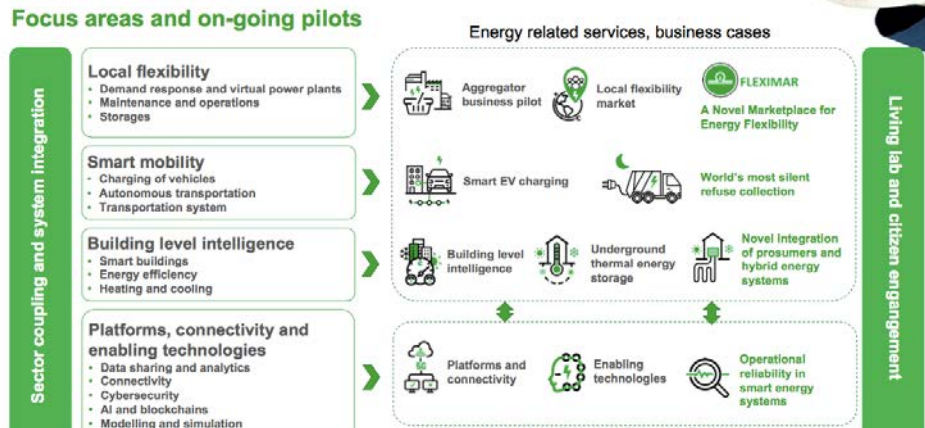 Focus areas and on-going pilots
Energy related services, business cases
Sector coupling and system integration
Local flexibility
• Demand response and virtual power plants
• Maintenance and operations
• Storages
Aggregator
business pilot
Local flexibility
market
FLEXIMAR
A Novel Marketplace for
Energy Flexibility
Smart mobility
• Charging of vehicles
• Autonomous transportation
• Transportation system
Smart EV charging
World's most silent
refuse collection
Building level intelligence
• Smart buildings
• Energy efficiency
• Heating and cooling
Building level
intelligence
Underground
thermal energy
storage
Novel integration
of prosumers and
hybrid energy
systems
Platforms, connectivity and
enabling technologies
• Data sharing and analytics
• Connectivity
• Cybersecurity
• AI and blockchains
• Modelling and simulation
5G
Platforms and
connectivity
Enabling
technologies
Operational
reliability in
smart energy
systems
Living lab and citizen engangement